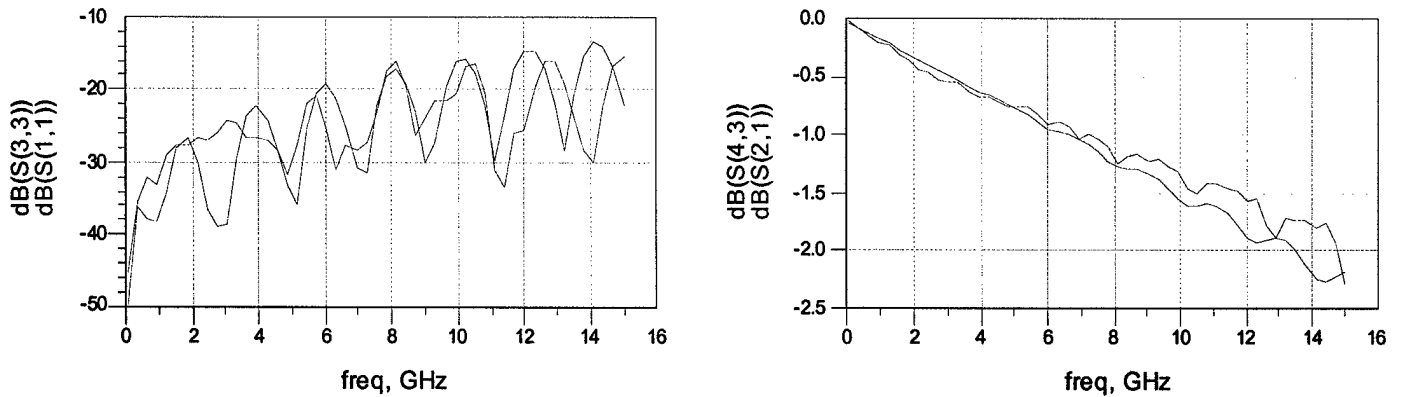 dB(S(3,3))
dB(S(1,1))
-10
-20
-30
-40
-50
0 2 4 6 8 10 12 14 16
freq, GHz
dB(S(4,3))
dB(S(2,1))
0.0
-0.5
-1.0
-1.5
-2.0
-2.5
0 2 4 6 8 10 12 14 16
freq, GHz